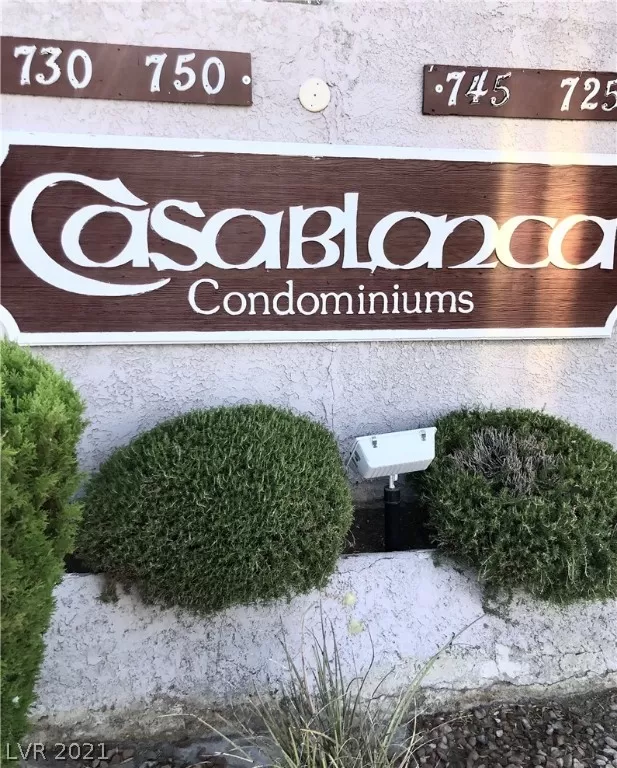 730 750
745 725
Casablanca
Condominiums
LVR 2021